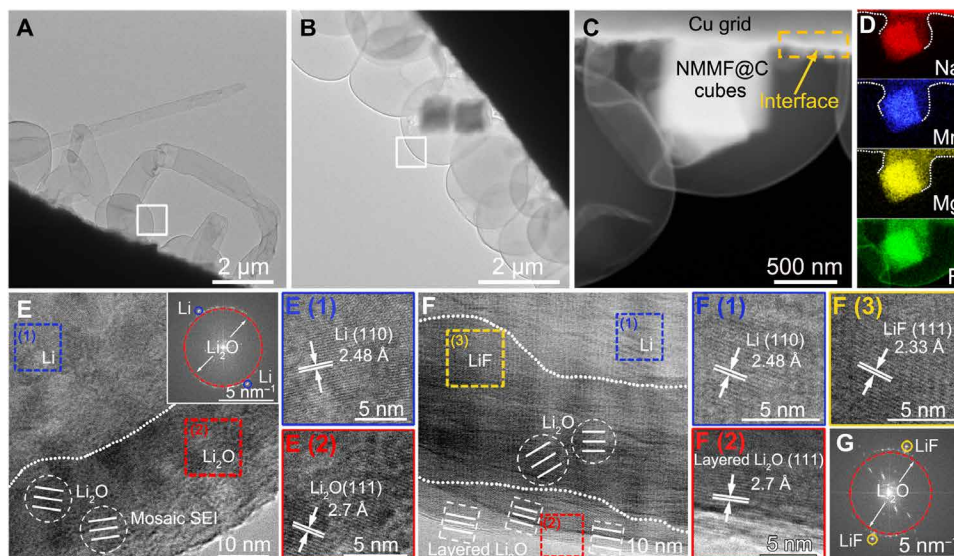 A
2 μm
B
2 μm
C
Cu grid
NMMF@C
cubes
Interface
500 nm
D
Na
Mn
Mg
F
E
(1)
Li
Li
Li₂O
Li
5 nm⁻¹
(2)
Li₂O
Li₂O
Mosaic SEI
10 nm
E (1)
Li (110)
2.48 Å
5 nm
E (2)
Li₂O(111)
2.7 Å
5 nm
F
(3)
LiF
(1)
Li
Li₂O
(2)
Layered Li₂O
10 nm
F (1)
Li (110)
2.48 Å
5 nm
F (3)
LiF (111)
2.33 Å
5 nm
F (2)
Layered Li₂O (111)
2.7 Å
5 nm
G
LiF
Li₂O
LiF
5 nm⁻¹